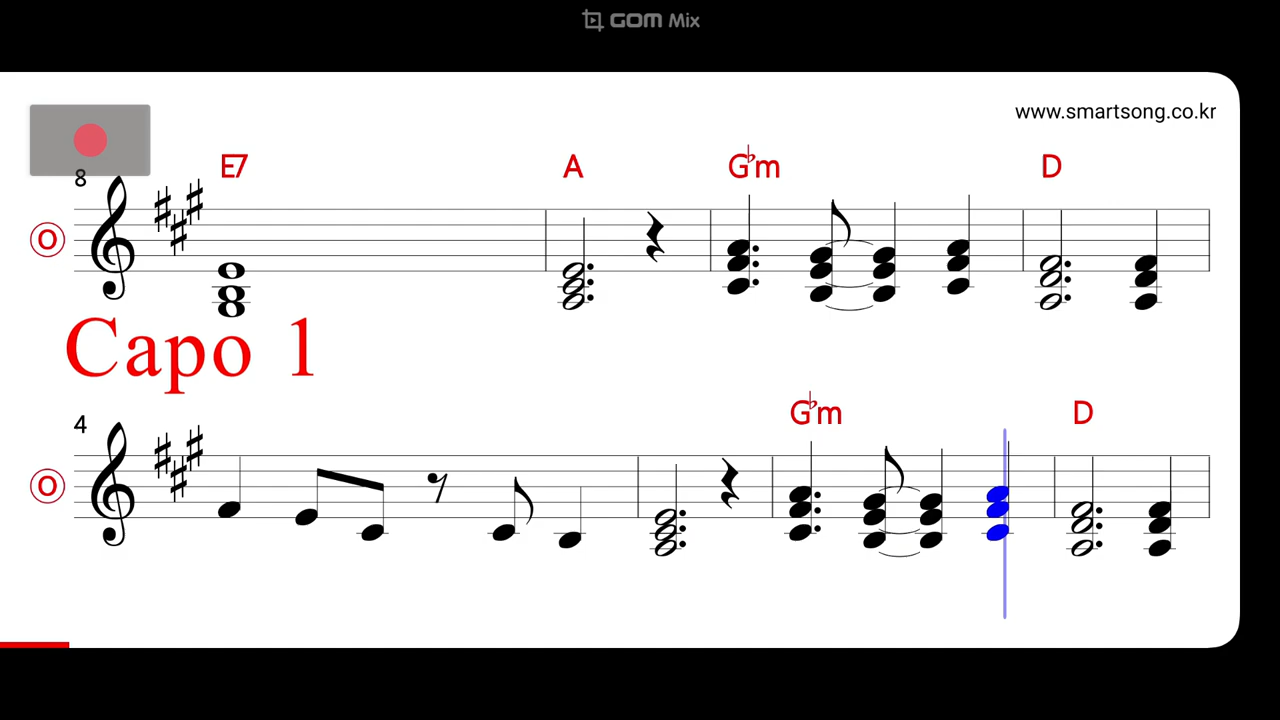 GOM Mix
www.smartsong.co.kr
8
E7 A G♭m D
O
Capo 1
4
G♭m D
O